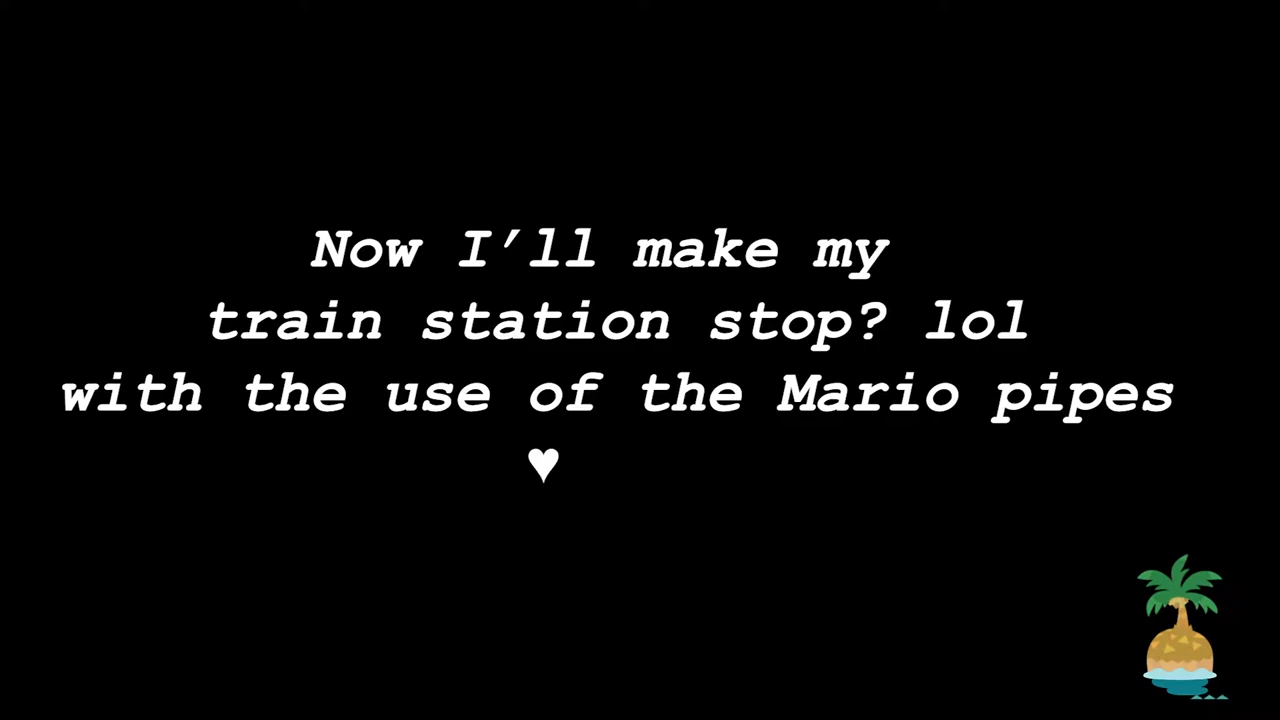 Now I’ll make my
train station stop? lol
with the use of the Mario pipes
♥